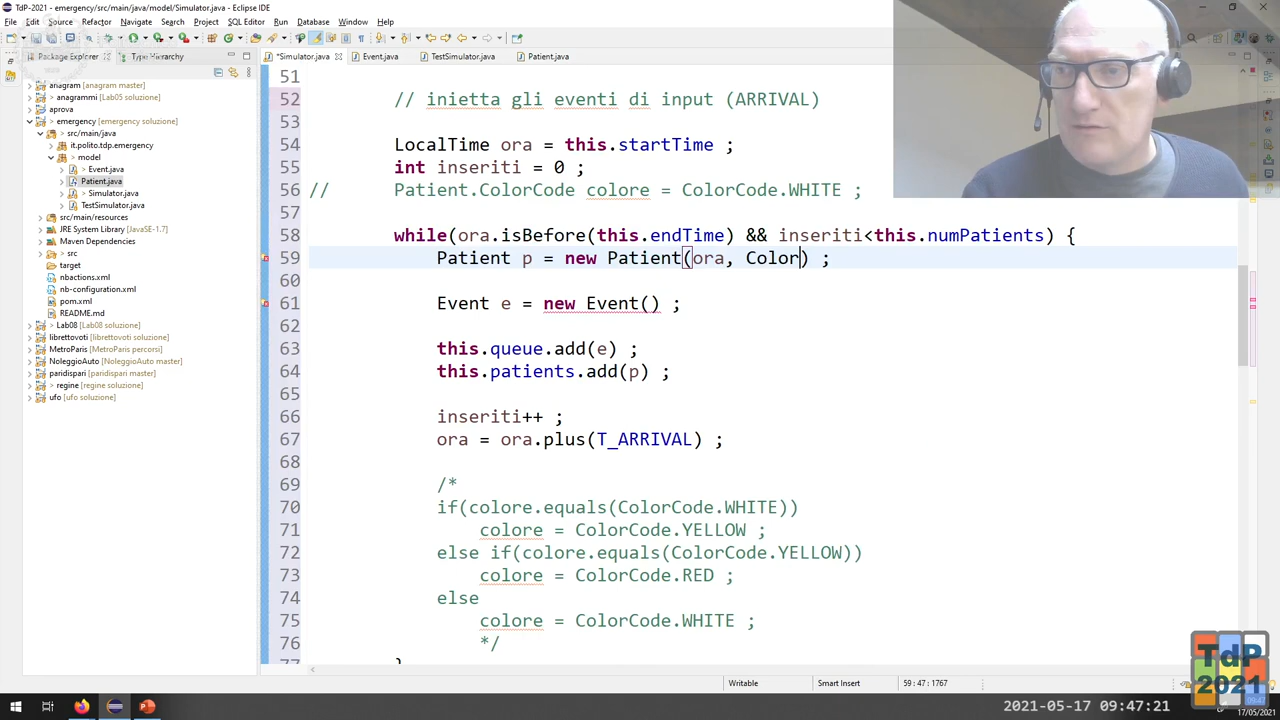 TdP-2021 - emergency/src/main/java/model/Simulator.java - Eclipse IDE
File Edit Source Refactor Navigate Search Project SQL Editor Run Database Window Help
Package Explorer Type Hierarchy
*Simulator.java Event.java TestSimulator.java Patient.java
anagram [anagram master]
anagrammi [Lab05 soluzione]
aprova
emergency [emergency soluzione]
src/main/java
it.polito.tdp.emergency
model
Event.java
Patient.java
Simulator.java
TestSimulator.java
src/main/resources
JRE System Library [JavaSE-1.7]
Maven Dependencies
src
target
nbactions.xml
nb-configuration.xml
pom.xml
README.md
Lab08 [Lab08 soluzione]
librettovoti [librettovoti soluzione]
MetroParis [MetroParis percorsi]
NoleggioAuto [NoleggioAuto master]
paridispari [paridispari master]
regine [regine soluzione]
ufo [ufo soluzione]
51
52 // inietta gli eventi di input (ARRIVAL)
53
54 LocalTime ora = this.startTime ;
55 int inseriti = 0 ;
56 // Patient.ColorCode colore = ColorCode.WHITE ;
57
58 while(ora.isBefore(this.endTime) && inseriti<this.numPatients) {
59 Patient p = new Patient(ora, Color) ;
60
61 Event e = new Event() ;
62
63 this.queue.add(e) ;
64 this.patients.add(p) ;
65
66 inseriti++ ;
67 ora = ora.plus(T_ARRIVAL) ;
68
69 /*
70 if(colore.equals(ColorCode.WHITE))
71 colore = ColorCode.YELLOW ;
72 else if(colore.equals(ColorCode.YELLOW))
73 colore = ColorCode.RED ;
74 else
75 colore = ColorCode.WHITE ;
76 */
77 }
Writable Smart Insert 59 : 47 : 1767
TdP
2021
2021-05-17 09:47:21
09:47
17/05/2021